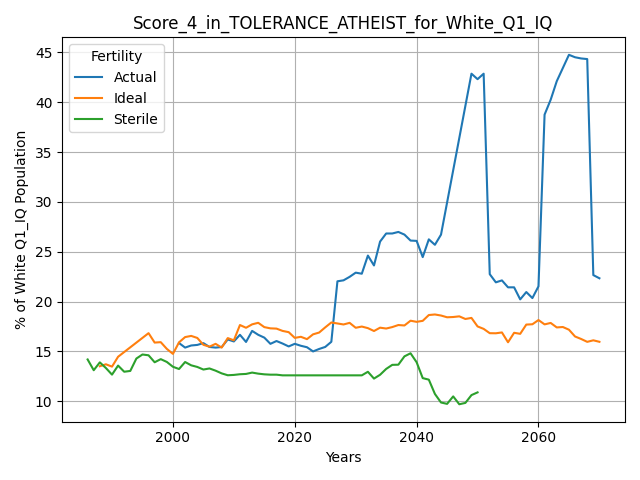 Score_4_in_TOLERANCE_ATHEIST_for_White_Q1_IQ
Fertility
Actual
Ideal
Sterile
% of White Q1_IQ Population
45
40
35
30
25
20
15
10
2000 2020 2040 2060
Years